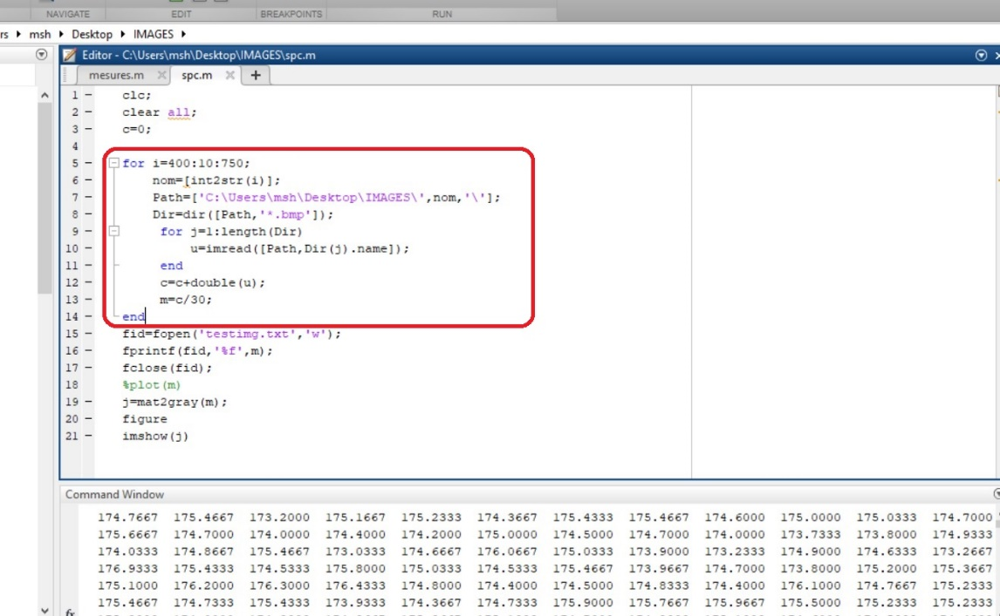 NAVIGATE EDIT BREAKPOINTS RUN
rs ▸ msh ▸ Desktop ▸ IMAGES ▸
Editor - C:\Users\msh\Desktop\IMAGES\spc.m
mesures.m spc.m +
1 - clc;
2 - clear all;
3 - c=0;
4
5 - for i=400:10:750;
6 - nom=[int2str(i)];
7 - Path=['C:\Users\msh\Desktop\IMAGES\',nom,'\'];
8 - Dir=dir([Path,'*.bmp']);
9 - for j=1:length(Dir)
10 - u=imread([Path,Dir(j).name]);
11 - end
12 - c=c+double(u);
13 - m=c/30;
14 - end
15 - fid=fopen('testimg.txt','w');
16 - fprintf(fid,'%f',m);
17 - fclose(fid);
18 %plot(m)
19 - j=mat2gray(m);
20 - figure
21 - imshow(j)
Command Window
174.7667 175.4667 173.2000 175.1667 175.2333 174.3667 175.4333 175.4667 174.6000 175.0000 175.0333 174.7000
175.6667 174.7000 174.0000 174.4000 174.2000 175.0000 174.5000 174.7000 174.0000 173.7333 173.8000 174.9333
174.0333 174.8667 175.4667 173.0333 174.6667 176.0667 175.0333 173.9000 173.2333 174.9000 174.6333 173.2667
176.9333 175.4333 174.5333 175.8000 175.0333 174.5333 175.4667 173.9667 174.7000 173.8000 175.2000 175.3667
175.1000 176.2000 176.3000 176.4333 174.8000 174.4000 174.5000 174.8333 174.4000 176.1000 174.7667 175.2333
fx 175.4667 174.7333 175.4333 173.9333 174.3667 174.7333 175.9000 175.7667 175.9667 175.5000 175.2333 175.2333